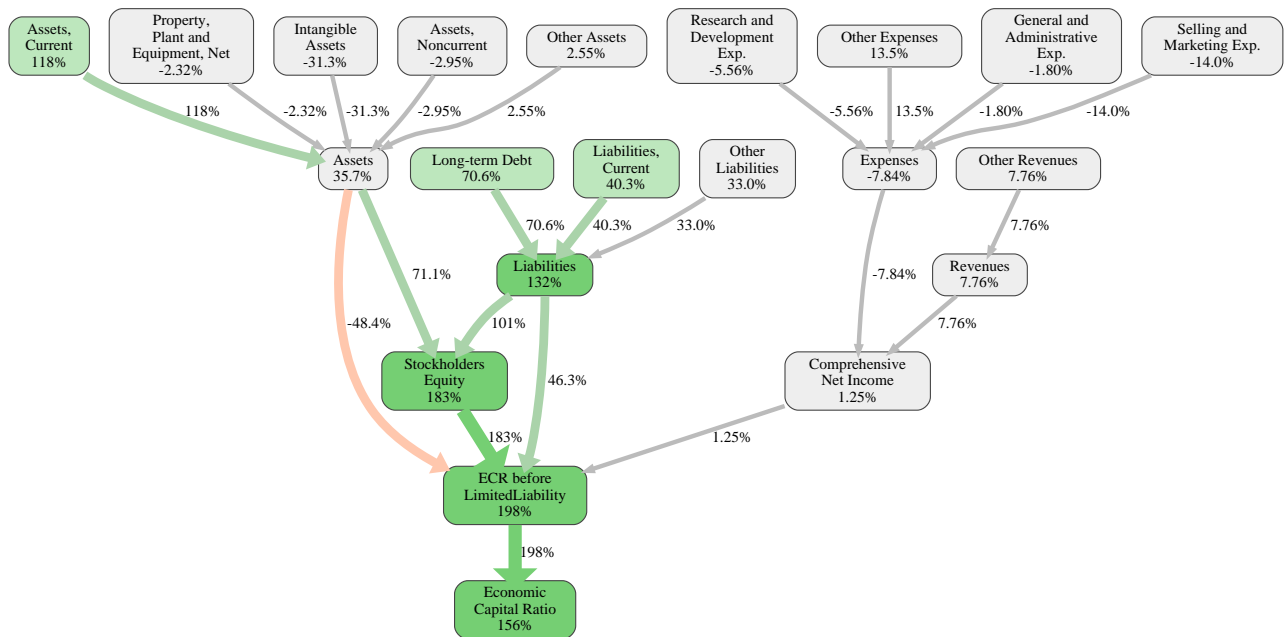 Assets,
Current
118%
Property,
Plant and
Equipment, Net
-2.32%
Intangible
Assets
-31.3%
Assets,
Noncurrent
-2.95%
Other Assets
2.55%
Research and
Development
Exp.
-5.56%
Other Expenses
13.5%
General and
Administrative
Exp.
-1.80%
Selling and
Marketing Exp.
-14.0%
118%
-2.32%
-31.3%
-2.95%
2.55%
-5.56%
13.5%
-1.80%
-14.0%
Assets
35.7%
Long-term Debt
70.6%
Liabilities,
Current
40.3%
Other
Liabilities
33.0%
Expenses
-7.84%
Other Revenues
7.76%
70.6%
40.3%
33.0%
7.76%
71.1%
Liabilities
132%
-7.84%
Revenues
7.76%
-48.4%
101%
7.76%
Stockholders
Equity
183%
46.3%
Comprehensive
Net Income
1.25%
183%
1.25%
ECR before
LimitedLiability
198%
198%
Economic
Capital Ratio
156%